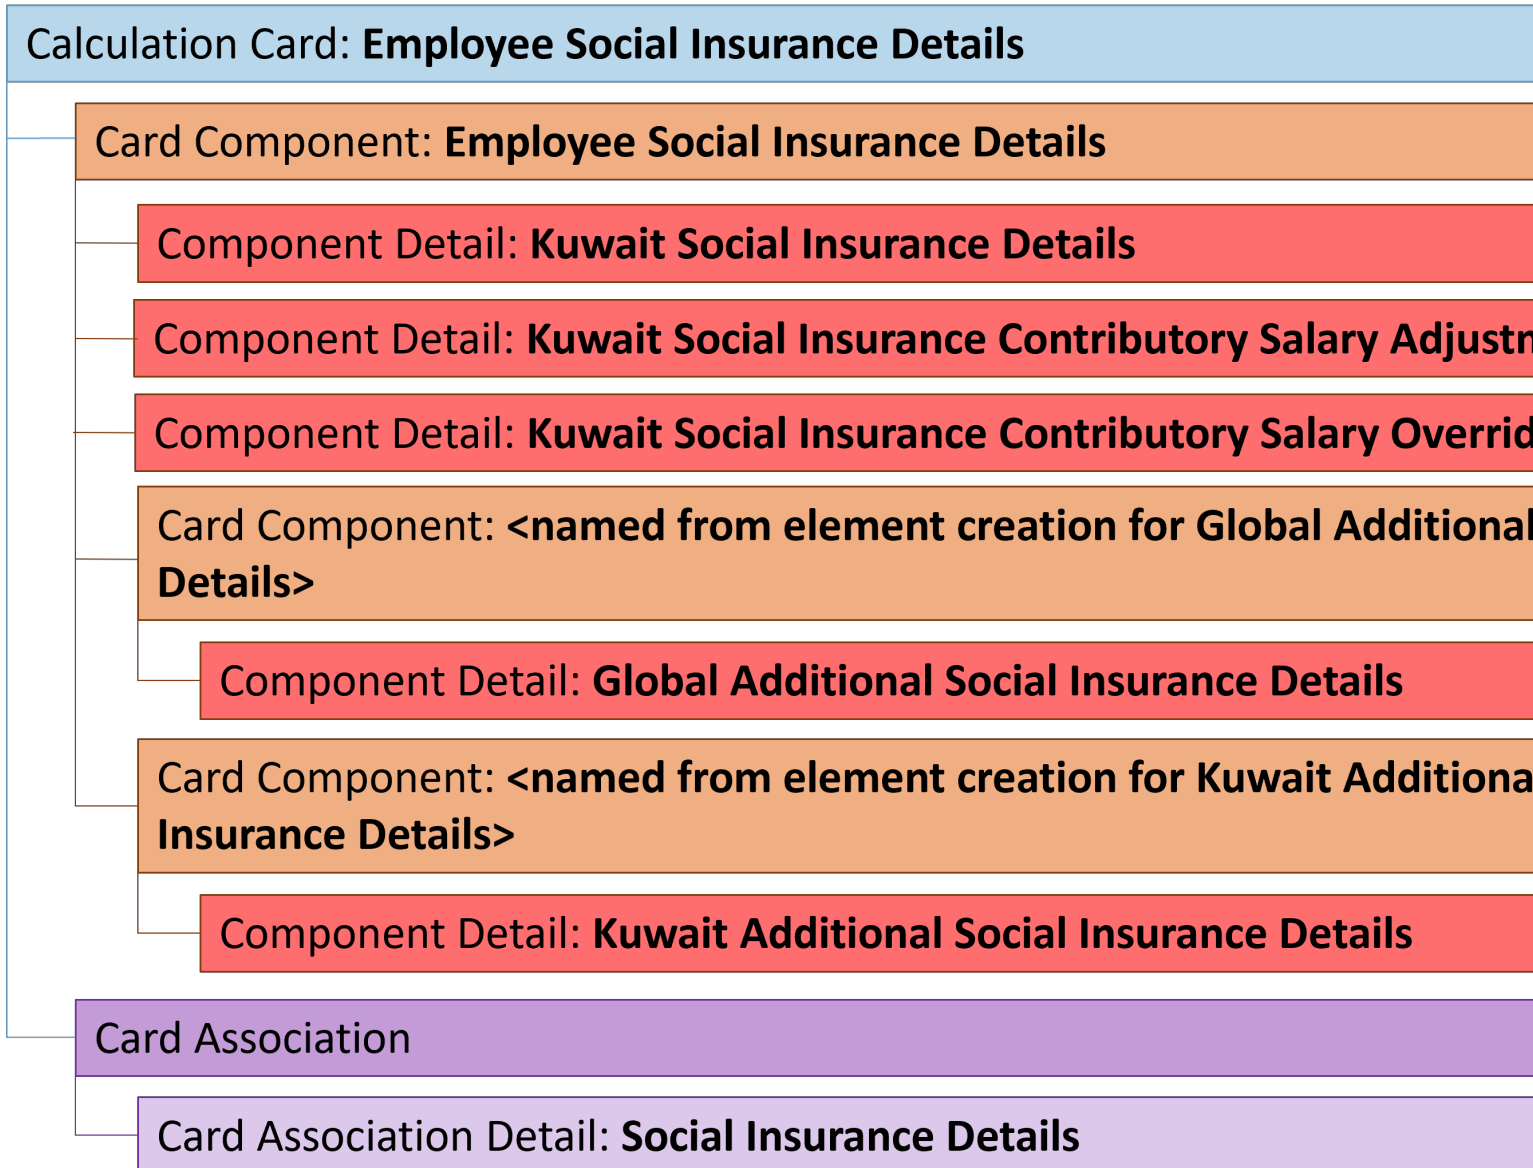 Calculation Card: Employee Social Insurance Details
Card Component: Employee Social Insurance Details
Component Detail: Kuwait Social Insurance Details
Component Detail: Kuwait Social Insurance Contributory Salary
Component Detail: Kuwait Social Insurance Contributory Salary
Card Component: <named from element creation for Global Additional
Details>
Component Detail: Global Additional Social Insurance Details
Card Component: <named from element creation for Kuwait
Insurance Details>
Component Detail: Kuwait Additional Social Insurance Details
Card Association
Card Association Detail: Social Insurance Details